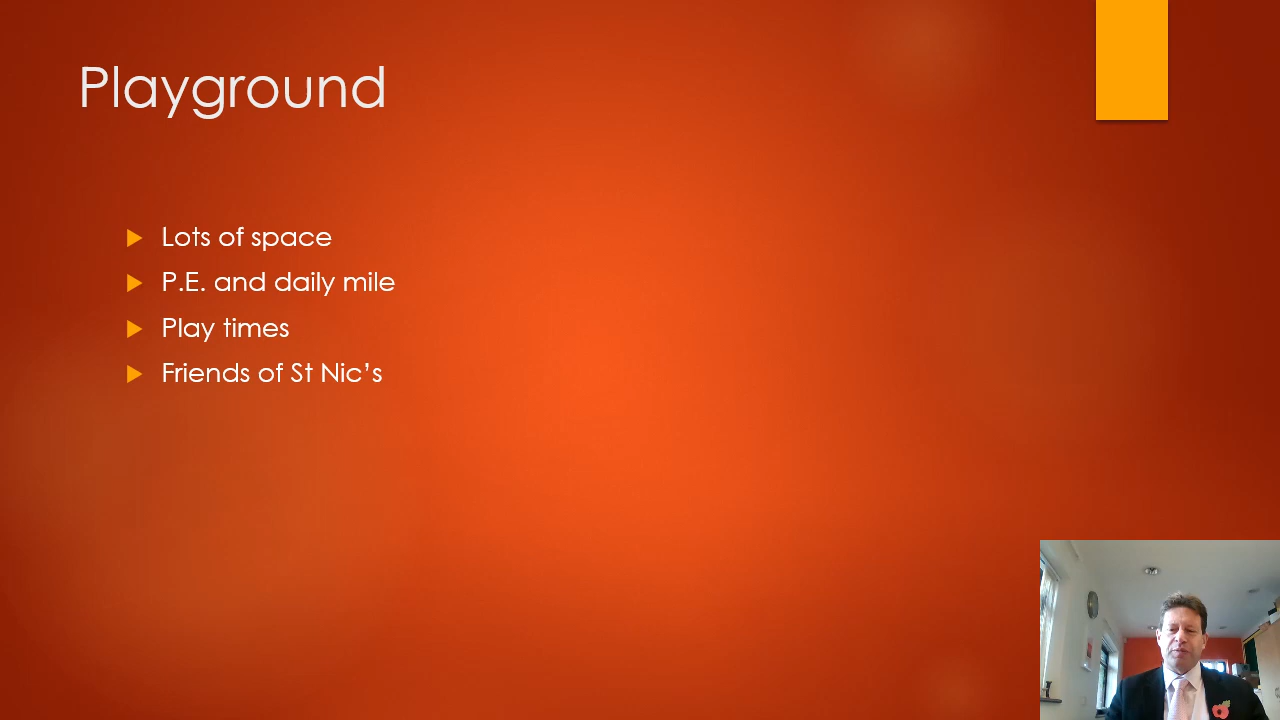 Playground
Lots of space
P.E. and daily mile
Play times
Friends of St Nic’s